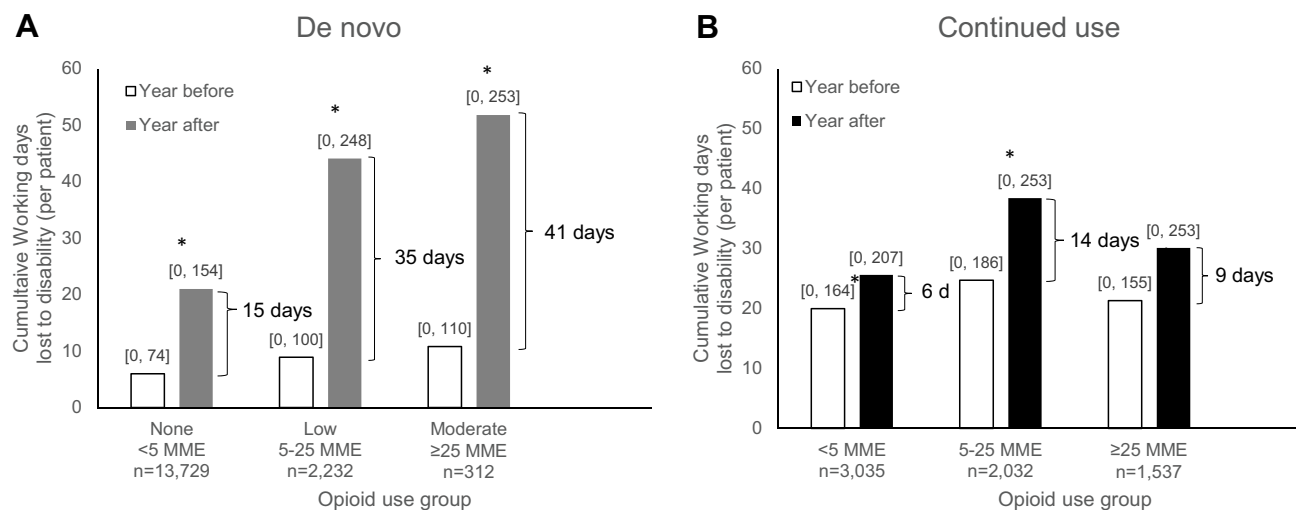 A
De novo
60
50
40
30
20
10
0
Cumultaive Working days
lost to disability (per patient)
Year before
Year after
*
[0, 74]
[0, 154]
15 days
*
[0, 100]
[0, 248]
35 days
*
[0, 110]
[0, 253]
41 days
None
<5 MME
n=13,729
Low
5-25 MME
n=2,232
Moderate
≥25 MME
n=312
Opioid use group
B
Continued use
60
50
40
30
20
10
0
Cumulative Working days
lost to disability (per patient)
Year before
Year after
[0, 164]
*
[0, 207]
6 d
[0, 186]
*
[0, 253]
14 days
[0, 155]
[0, 253]
9 days
<5 MME
n=3,035
5-25 MME
n=2,032
≥25 MME
n=1,537
Opioid use group